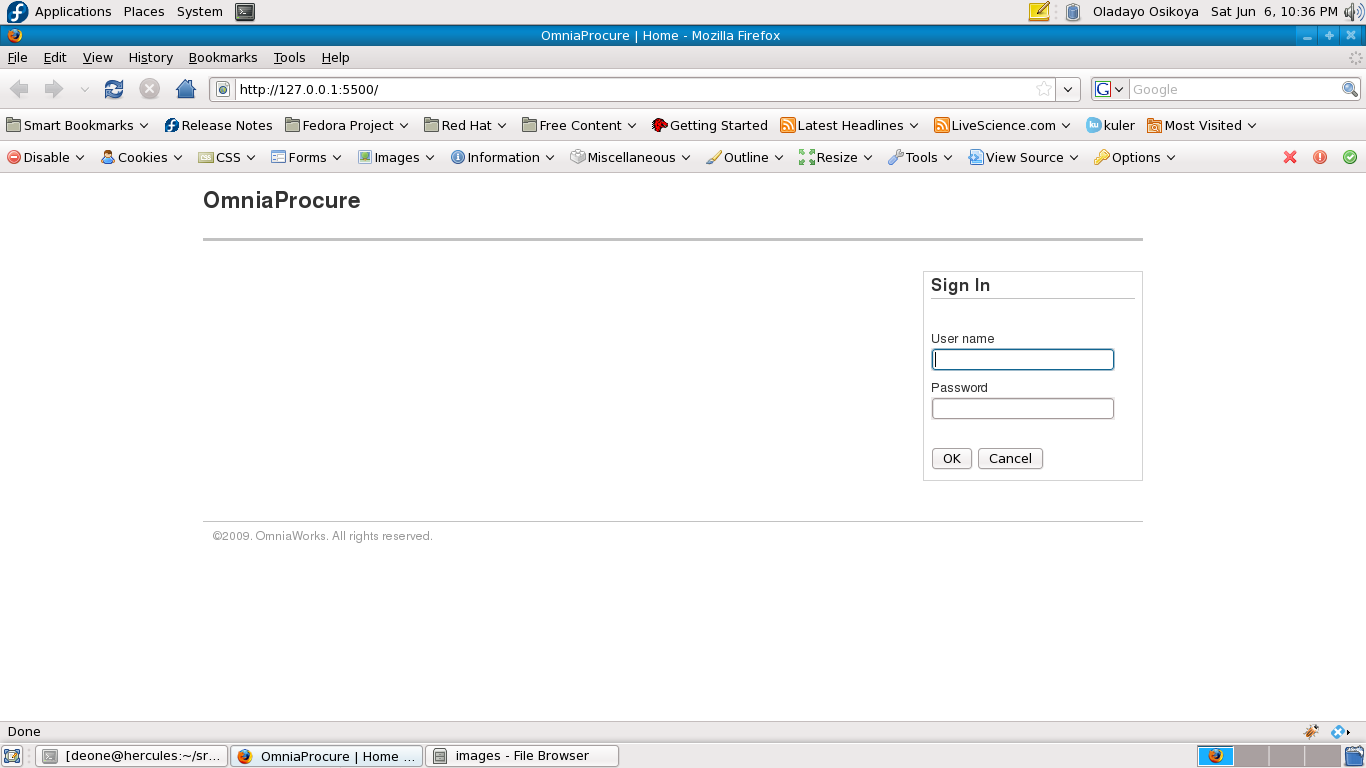 Applications Places System Oladayo Osikoya Sat Jun 6, 10:36 PM
OmniaProcure | Home - Mozilla Firefox
File Edit View History Bookmarks Tools Help
http://127.0.0.1:5500/ G Google
Smart Bookmarks Release Notes Fedora Project Red Hat Free Content Getting Started Latest Headlines LiveScience.com ku kuler Most Visited
Disable Cookies CSS CSS Forms Images Information Miscellaneous Outline Resize Tools View Source Options
OmniaProcure
Sign In
User name
Password
OK Cancel
©2009. OmniaWorks. All rights reserved.
Done
[deone@hercules:~/sr... OmniaProcure | Home ... images - File Browser